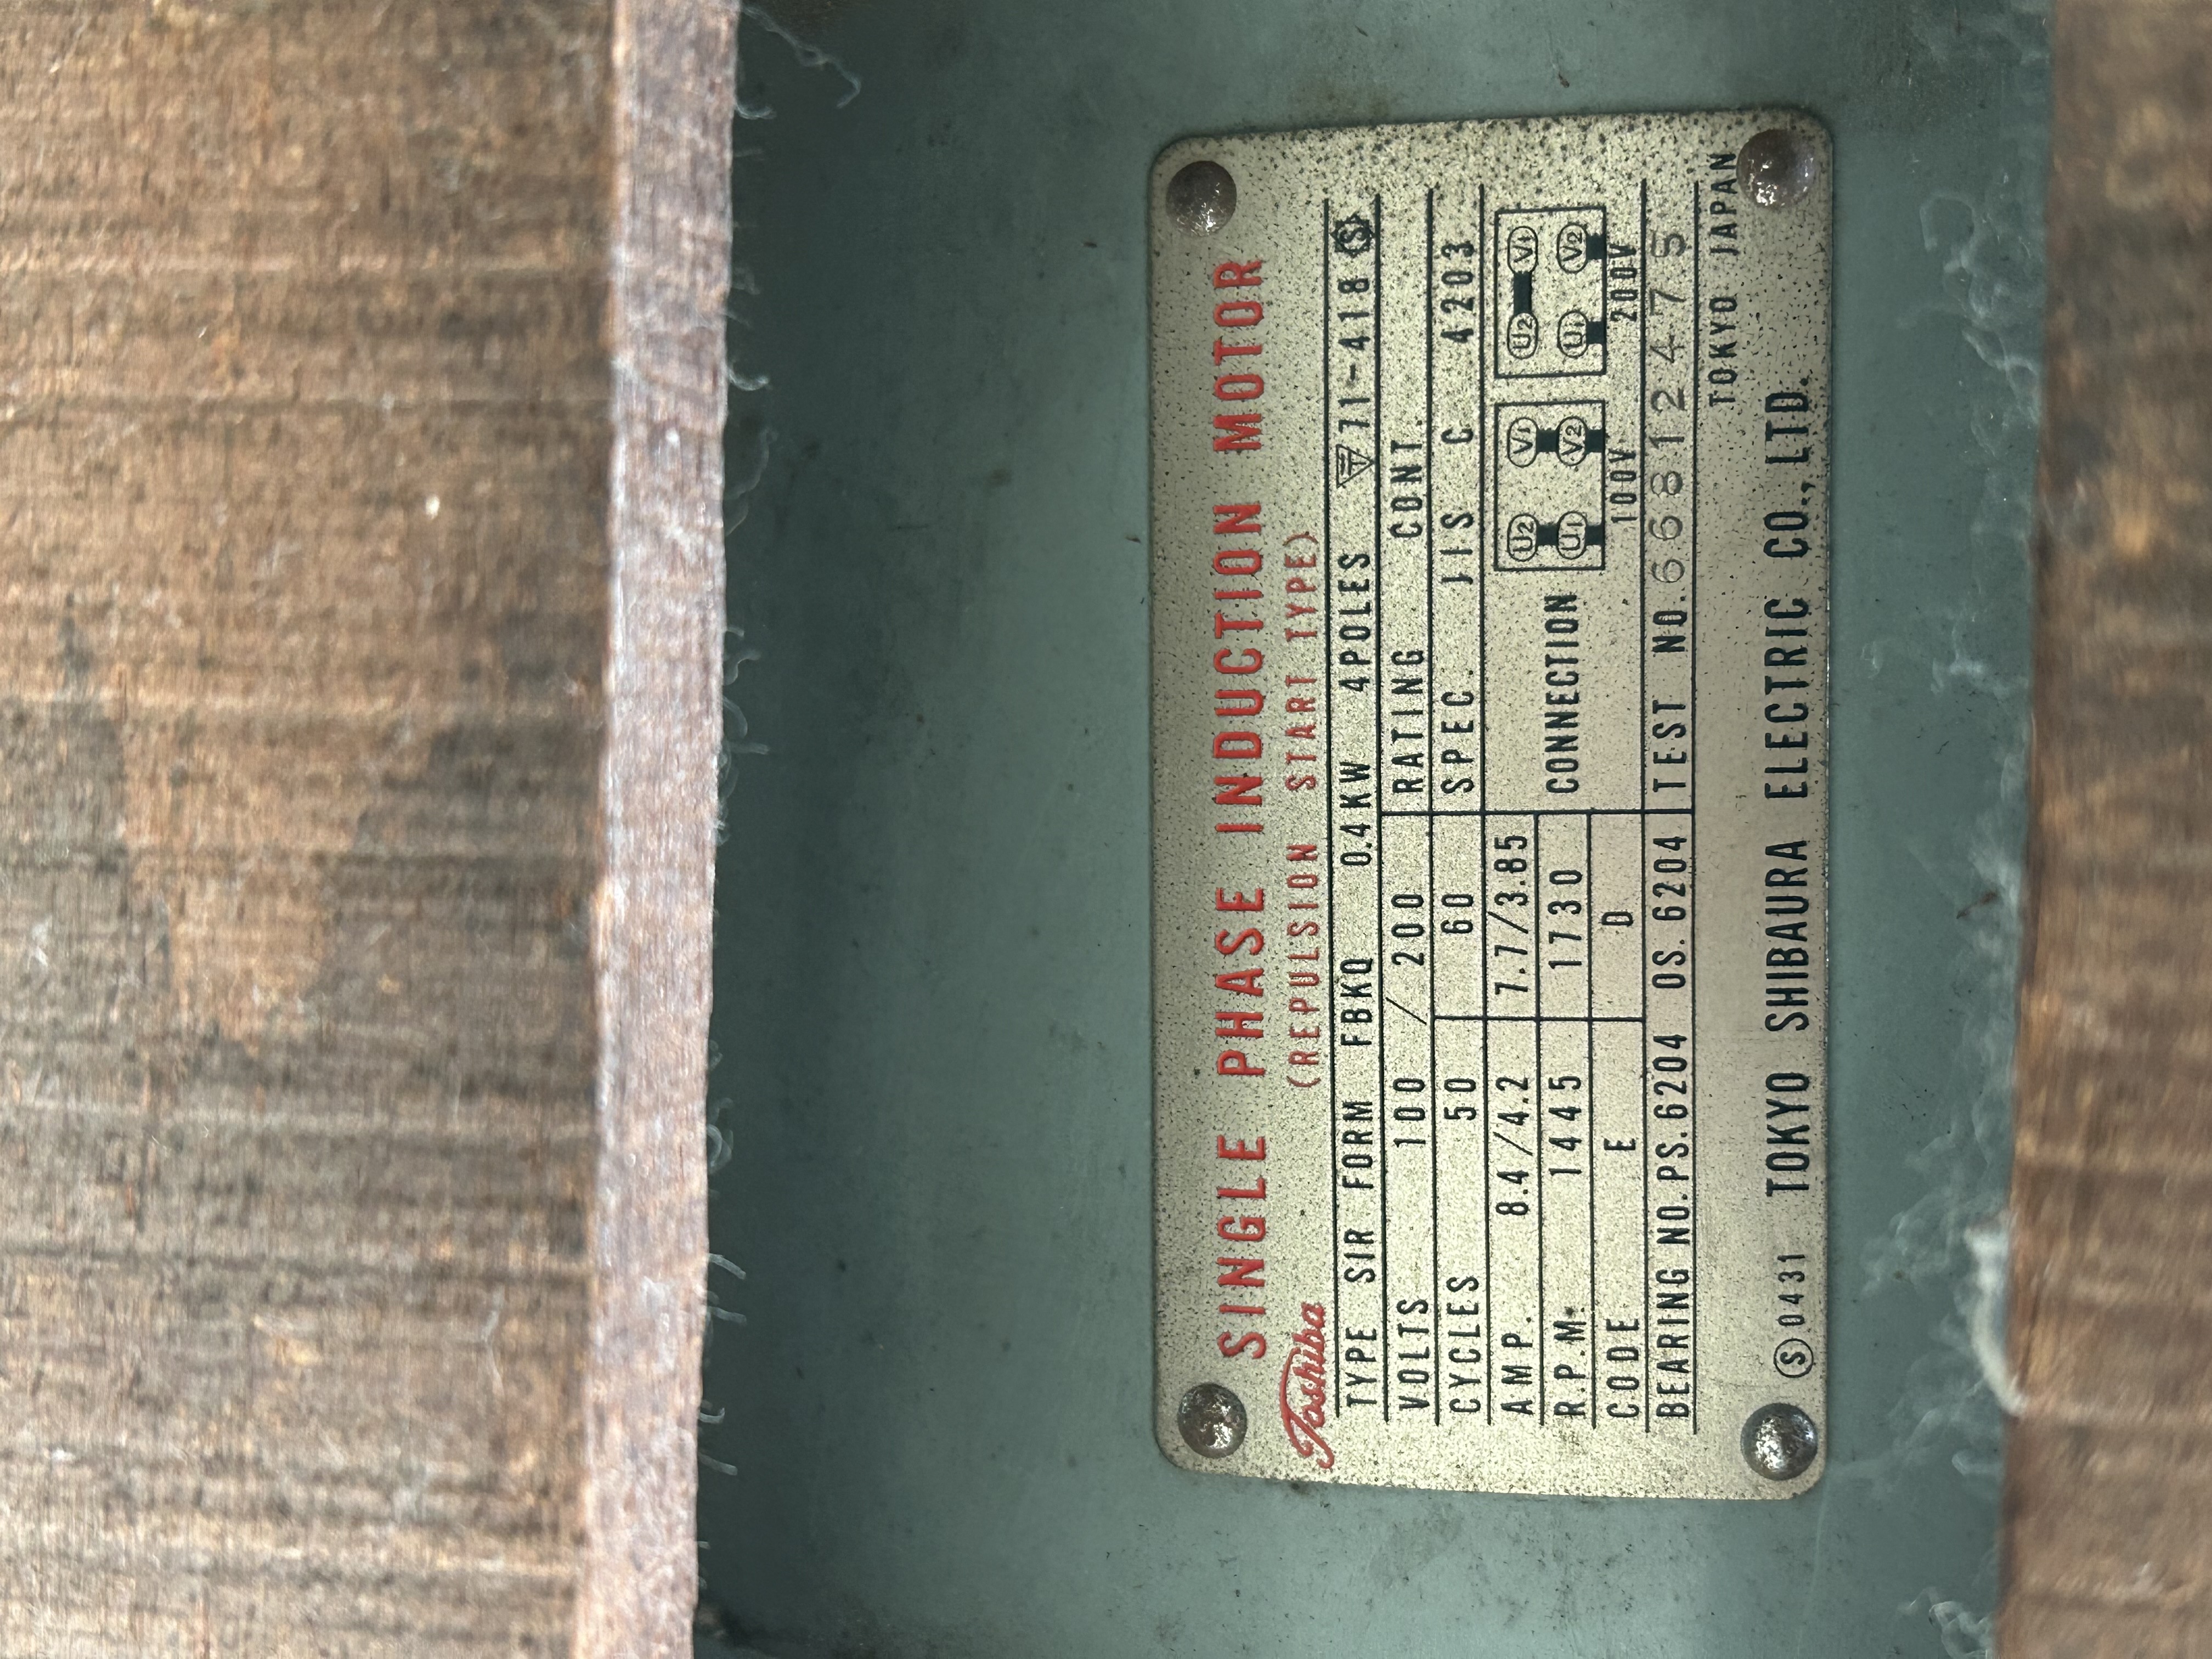 SINGLE PHASE INDUCTION MOTOR
Toshiba (REPULSION START TYPE)
TYPE SIR FORM FBKQ 0.4KW 4POLES 71-418 S
VOLTS 100 / 200 RATING CONT.
CYCLES 50 60 SPEC. JIS C 4203
AMP. 8.4/4.2 7.7/3.85
R.P.M. 1445 1730
CODE E D
CONNECTION
U2 V1
U1 V2
100V
U2 V1
U1 V2
200V
BEARING NO.PS.6204 OS.6204 TEST NO.66812475
TOKYO JAPAN
S 0431 TOKYO SHIBAURA ELECTRIC CO., LTD.